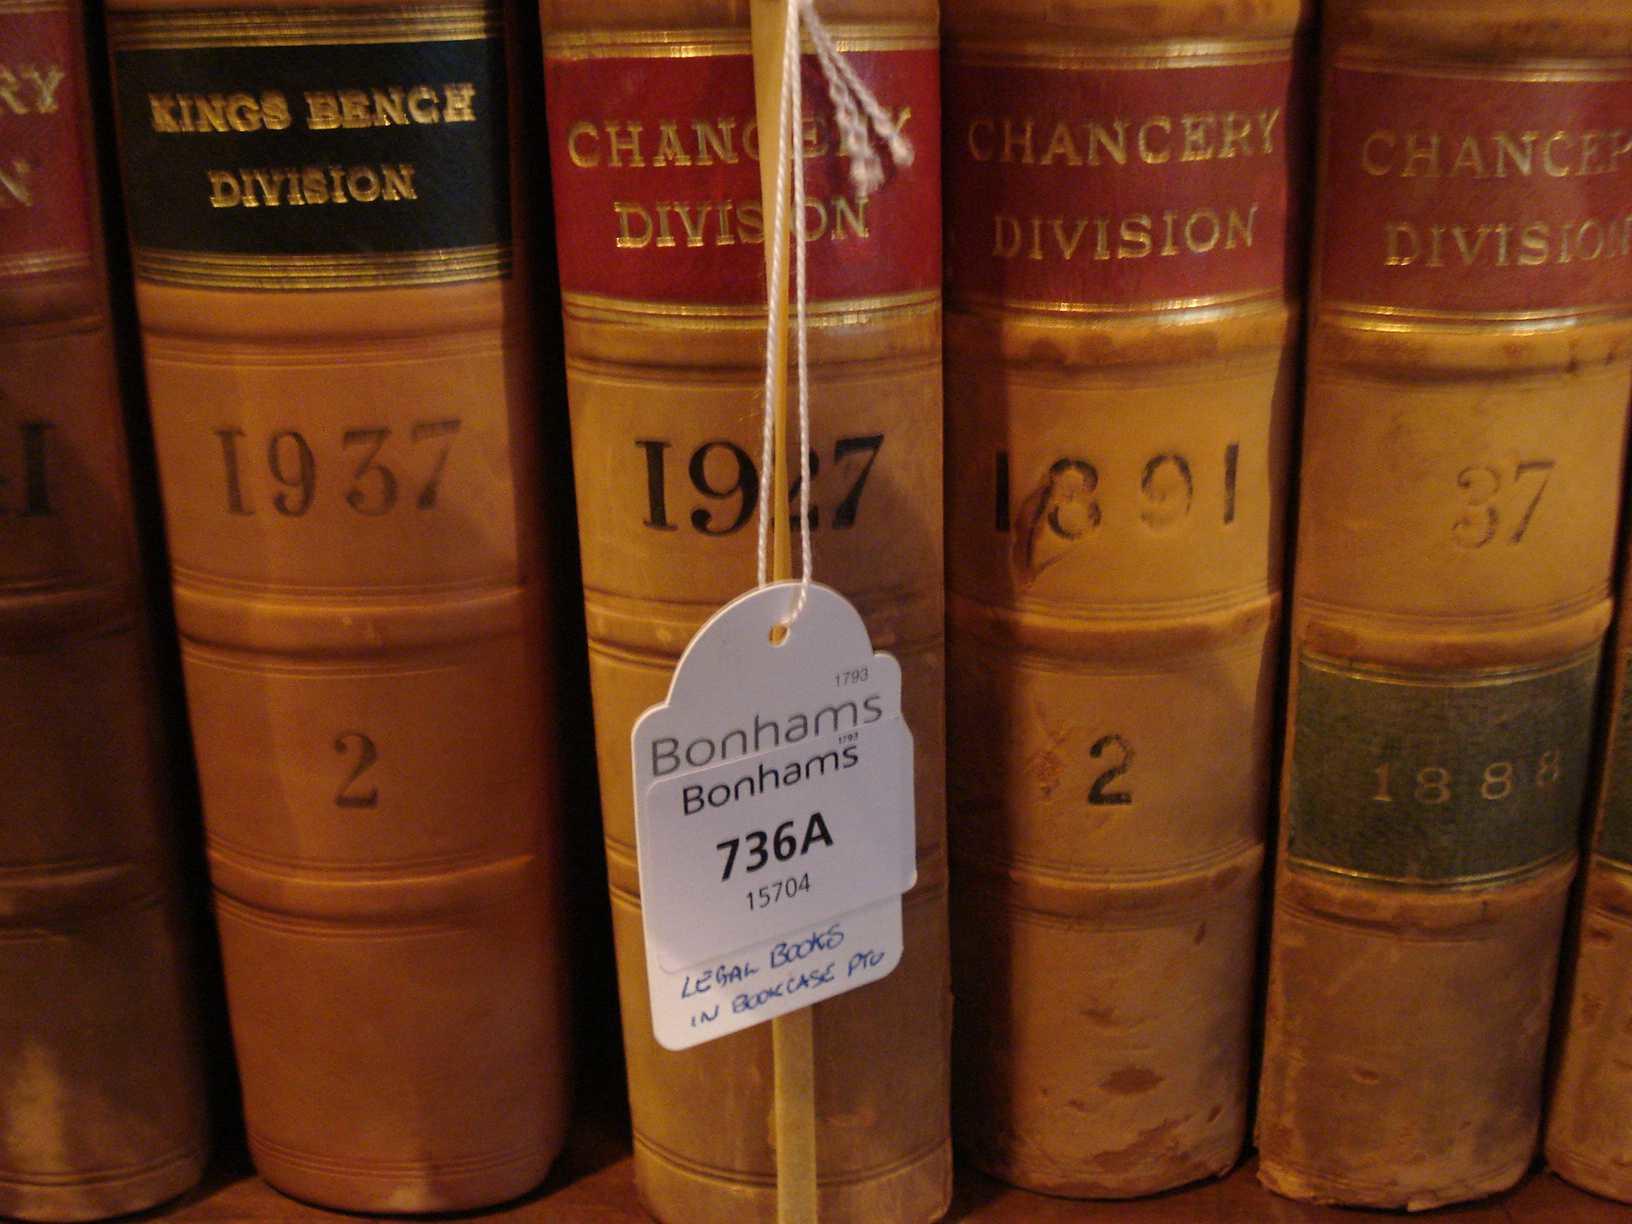 KINGS BENCH
DIVISION
1937
2
CHANCERY
DIVISION
1927
1793
Bonhams
1793
Bonhams
736A
15704
LEGAL BOOKS
IN BOOKCASE PTO
CHANCERY
DIVISION
1891
2
CHANCER
DIVISION
37
1888